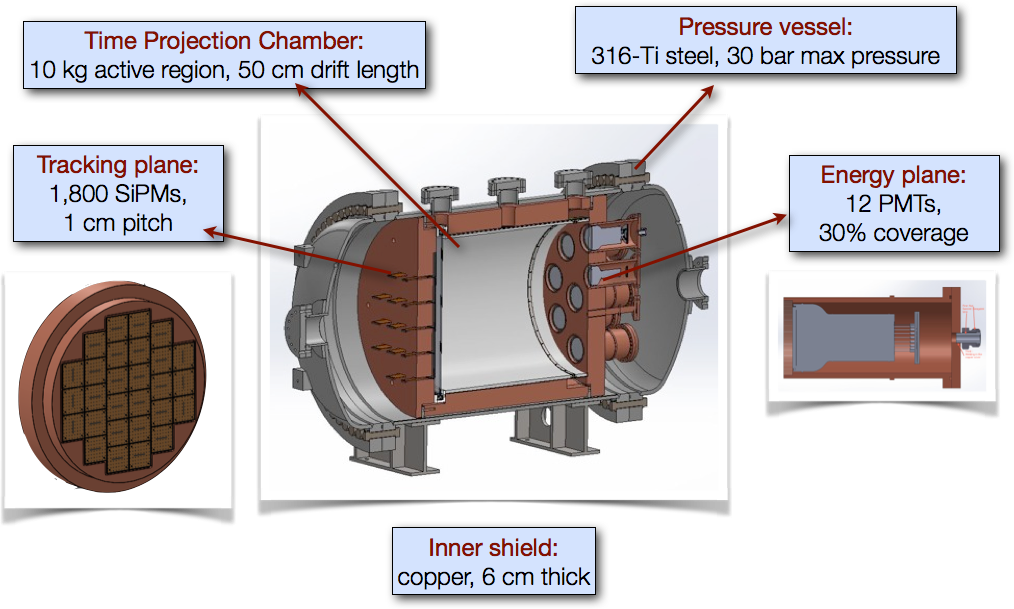 Time Projection Chamber:
10 kg active region, 50 cm drift length
Pressure vessel:
316-Ti steel, 30 bar max pressure
Tracking plane:
1,800 SiPMs,
1 cm pitch
Energy plane:
12 PMTs,
30% coverage
Inner shield:
copper, 6 cm thick